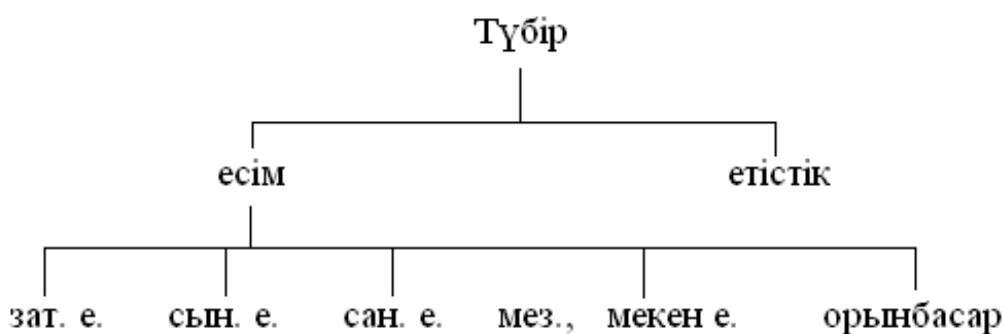 Түбір
есім етістік
зат. е. сын. е. сан. е. мез., мекен е. орынбасар